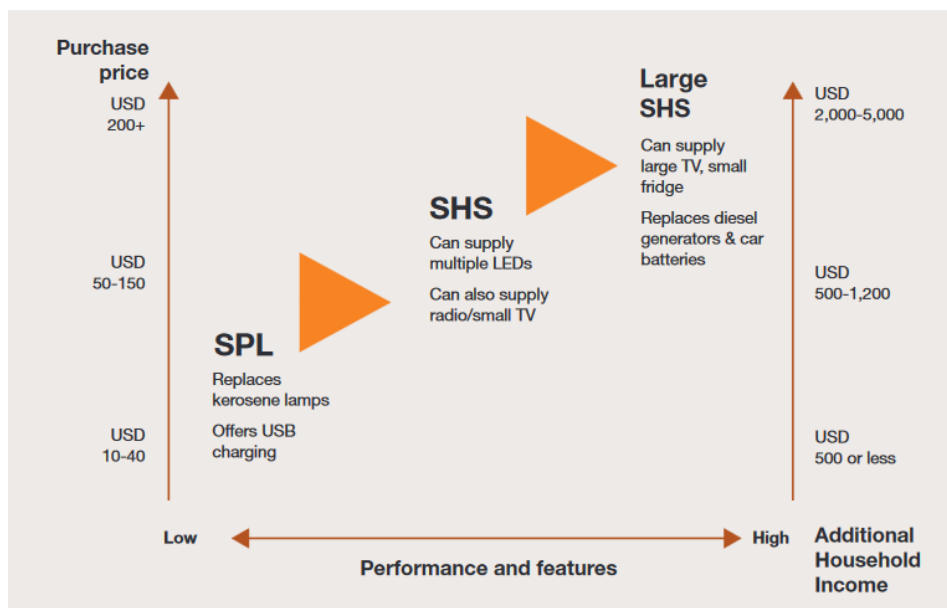 Purchase
price
USD
200+
USD
50-150
USD
10-40
SPL
Replaces
kerosene lamps
Offers USB
charging
SHS
Can supply
multiple LEDs
Can also supply
radio/small TV
Large
SHS
Can supply
large TV, small
fridge
Replaces diesel
generators & car
batteries
USD
2,000-5,000
USD
500-1,200
USD
500 or less
Low
High
Performance and features
Additional
Household
Income